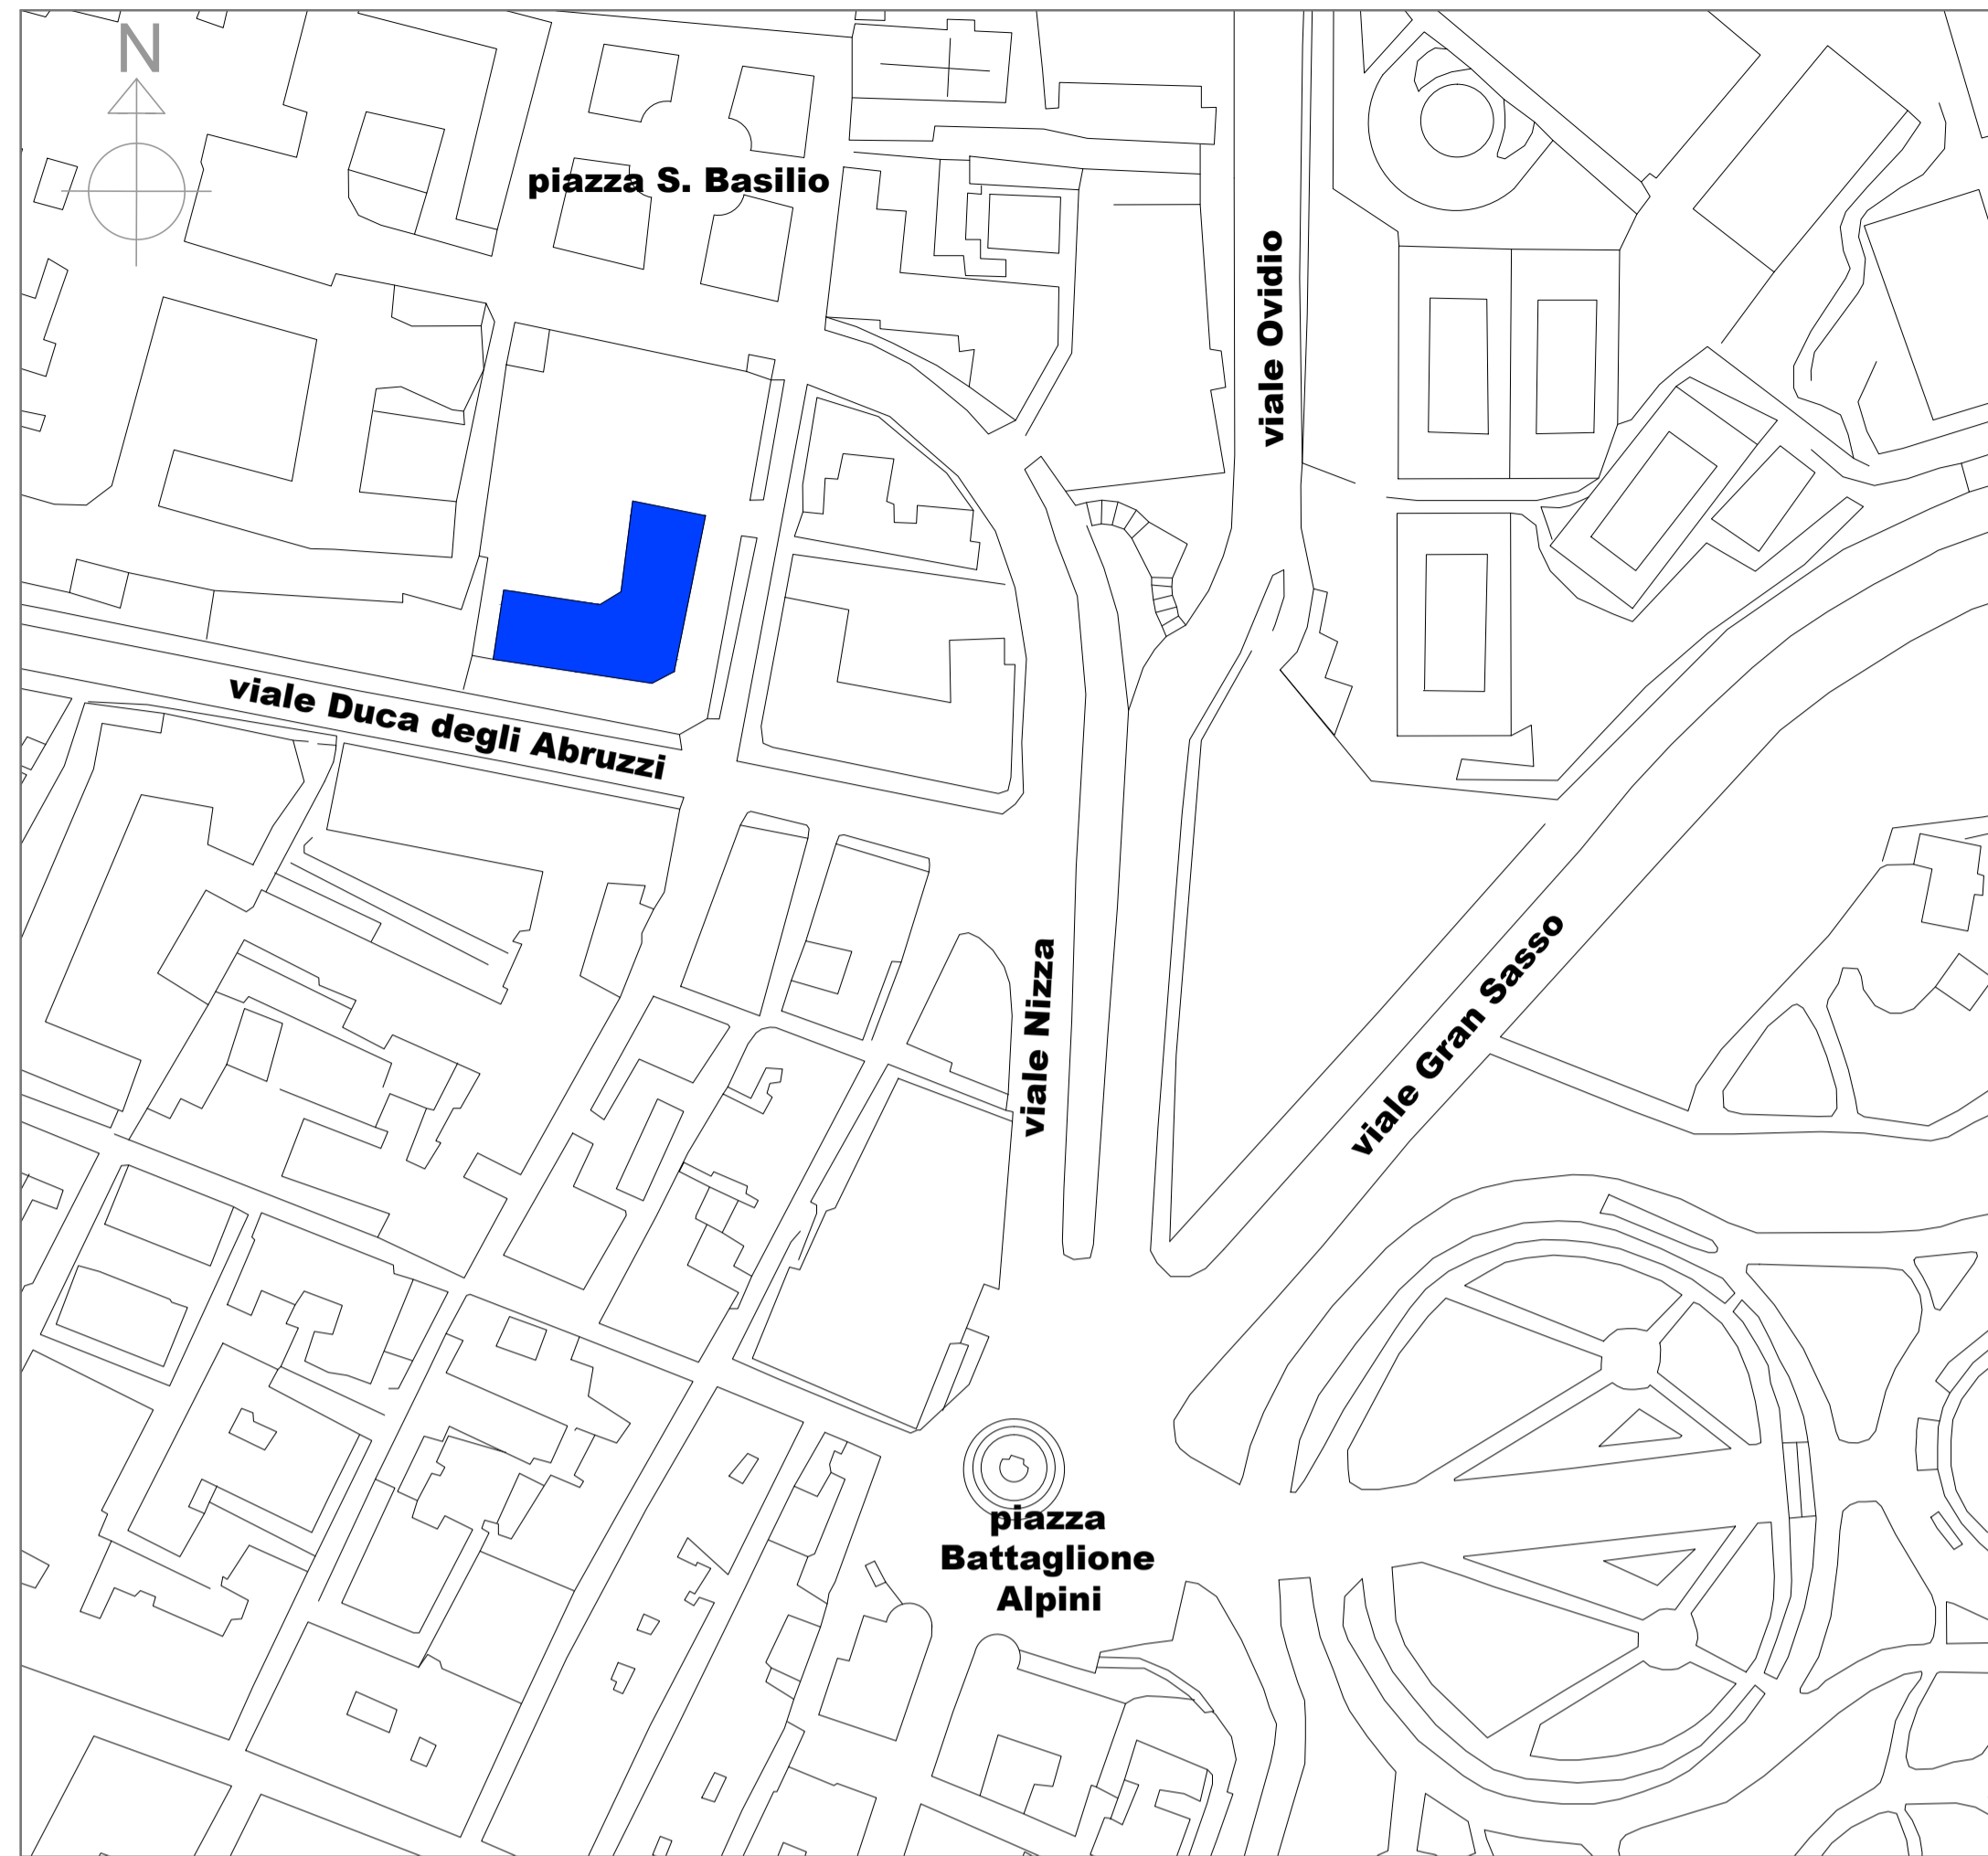 N
piazza S. Basilio
viale Ovidio
viale Duca degli Abruzzi
viale Nizza
viale Gran Sasso
piazza
Battaglione
Alpini